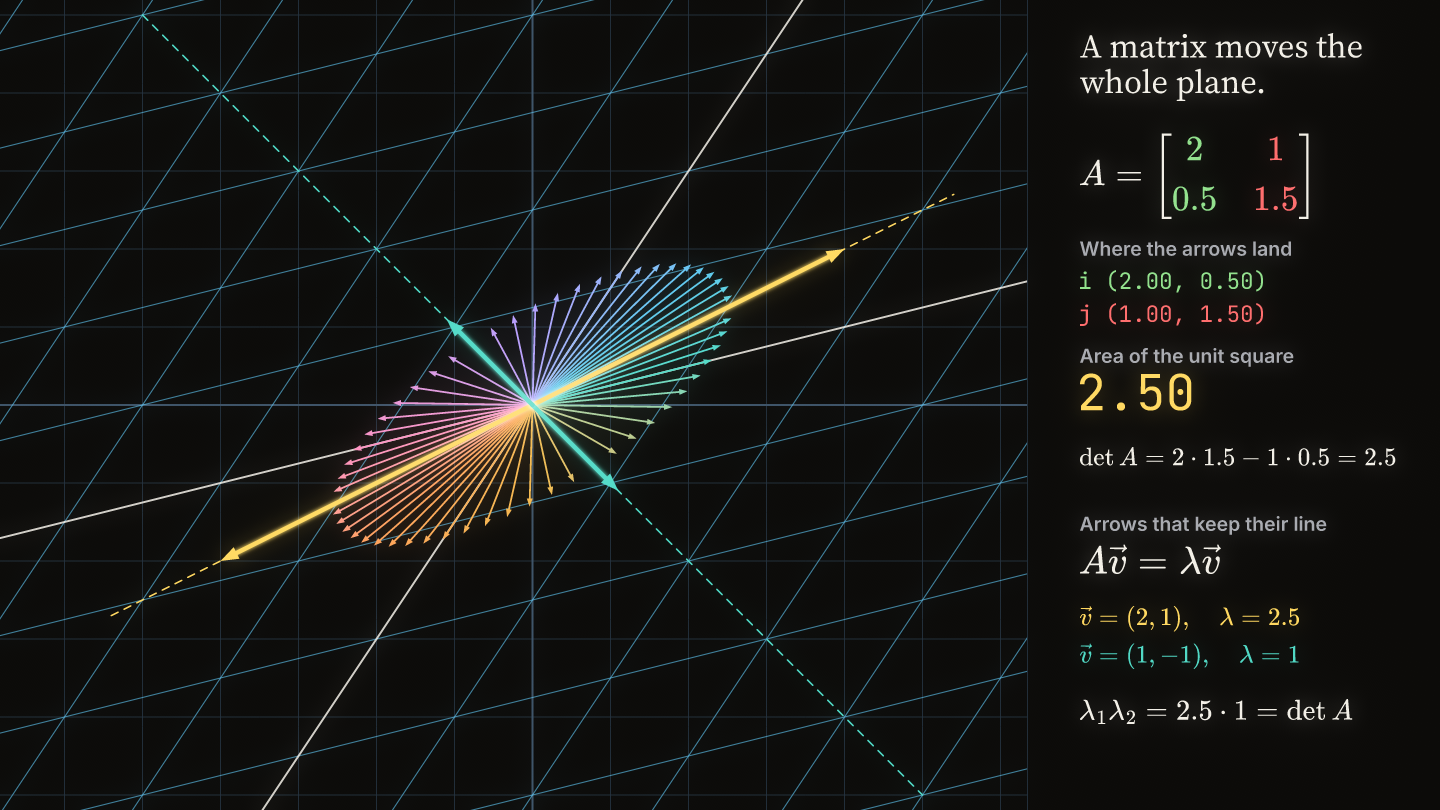 A matrix moves the
whole plane.
A = [2 1
0.5 1.5]
Where the arrows land
i (2.00, 0.50)
j (1.00, 1.50)
Area of the unit square
2.50
det A = 2 · 1.5 − 1 · 0.5 = 2.5
Arrows that keep their line
Av⃗ = λv⃗
v⃗ = (2, 1), λ = 2.5
v⃗ = (1, −1), λ = 1
λ₁λ₂ = 2.5 · 1 = det A